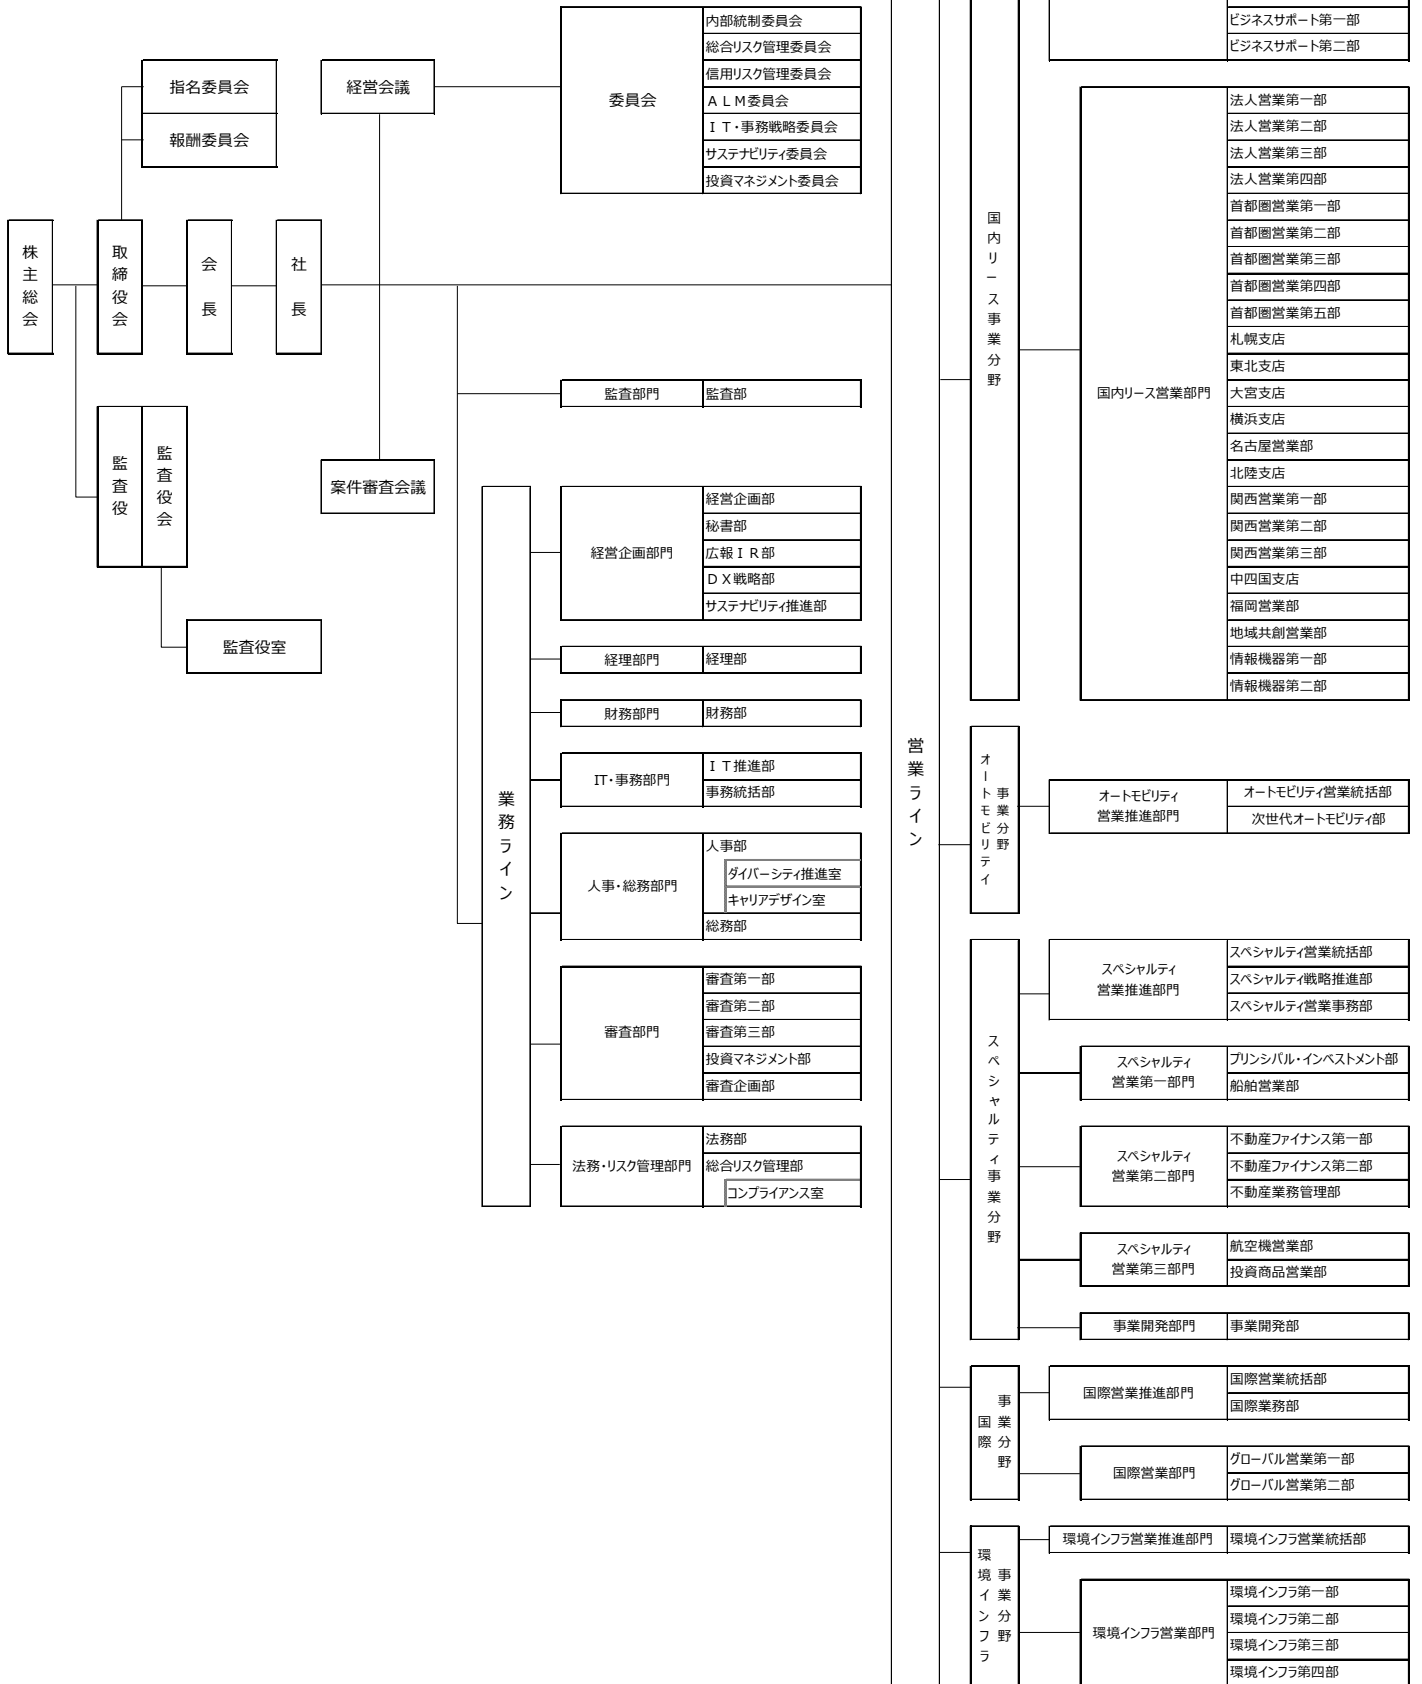 株主総会
取締役会
会長
社長
指名委員会
報酬委員会
経営会議
委員会
内部統制委員会
総合リスク管理委員会
信用リスク管理委員会
ＡＬＭ委員会
ＩＴ・事務戦略委員会
サステナビリティ委員会
投資マネジメント委員会
監査役
監査役会
監査役室
案件審査会議
監査部門
監査部
業務ライン
経営企画部門
経営企画部
秘書部
広報ＩＲ部
ＤＸ戦略部
サステナビリティ推進部
経理部門
経理部
財務部門
財務部
IT・事務部門
ＩＴ推進部
事務統括部
人事・総務部門
人事部
ダイバーシティ推進室
キャリアデザイン室
総務部
審査部門
審査第一部
審査第二部
審査第三部
投資マネジメント部
審査企画部
法務・リスク管理部門
法務部
総合リスク管理部
コンプライアンス室
営業ライン
国内リース事業分野
ビジネスサポート第一部
ビジネスサポート第二部
国内リース営業部門
法人営業第一部
法人営業第二部
法人営業第三部
法人営業第四部
首都圏営業第一部
首都圏営業第二部
首都圏営業第三部
首都圏営業第四部
首都圏営業第五部
札幌支店
東北支店
大宮支店
横浜支店
名古屋営業部
北陸支店
関西営業第一部
関西営業第二部
関西営業第三部
中四国支店
福岡営業部
地域共創営業部
情報機器第一部
情報機器第二部
オートモビリティ
事業分野
オートモビリティ
営業推進部門
オートモビリティ営業統括部
次世代オートモビリティ部
スペシャルティ事業分野
スペシャルティ
営業推進部門
スペシャルティ営業統括部
スペシャルティ戦略推進部
スペシャルティ営業事務部
スペシャルティ
営業第一部門
プリンシパル・インベストメント部
船舶営業部
スペシャルティ
営業第二部門
不動産ファイナンス第一部
不動産ファイナンス第二部
不動産業務管理部
スペシャルティ
営業第三部門
航空機営業部
投資商品営業部
事業開発部門
事業開発部
国際
事業分野
国際営業推進部門
国際営業統括部
国際業務部
国際営業部門
グローバル営業第一部
グローバル営業第二部
環境インフラ
事業分野
環境インフラ営業推進部門
環境インフラ営業統括部
環境インフラ営業部門
環境インフラ第一部
環境インフラ第二部
環境インフラ第三部
環境インフラ第四部